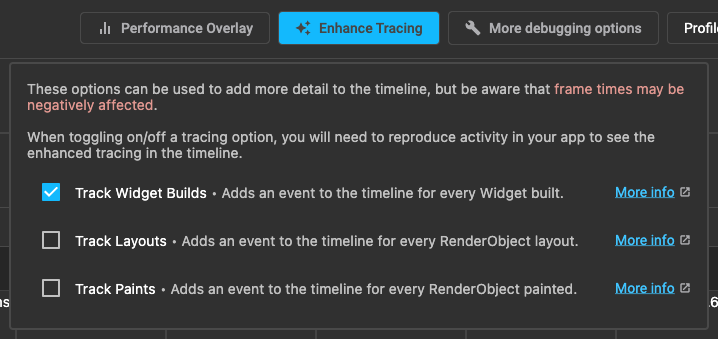 Performance Overlay Enhance Tracing More debugging options Profile
These options can be used to add more detail to the timeline, but be aware that frame times may be
negatively affected.
When toggling on/off a tracing option, you will need to reproduce activity in your app to see the
enhanced tracing in the timeline.
Track Widget Builds • Adds an event to the timeline for every Widget built. More info
Track Layouts • Adds an event to the timeline for every RenderObject layout. More info
Track Paints • Adds an event to the timeline for every RenderObject painted. More info